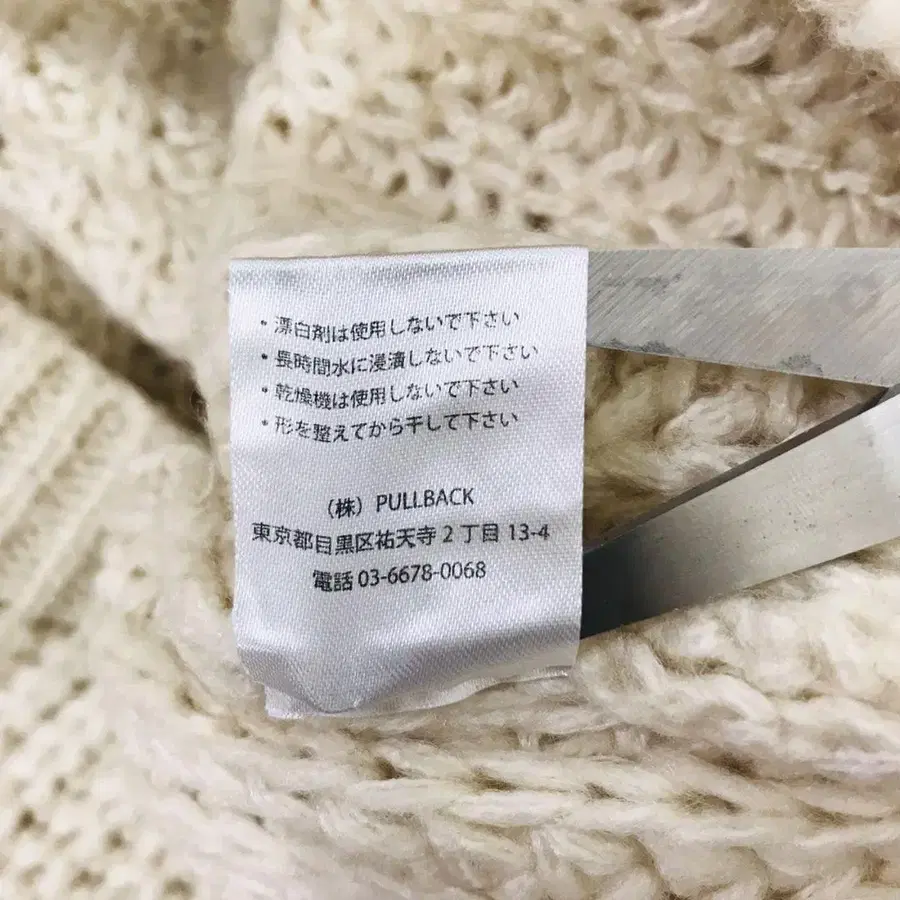 ・漂白剤は使用しないで下さい
・長時間水に浸漬しないで下さい
・乾燥機は使用しないで下さい
・形を整えてから干して下さい
（株）PULLBACK
東京都目黒区祐天寺 2 丁目 13-4
電話 03-6678-0068